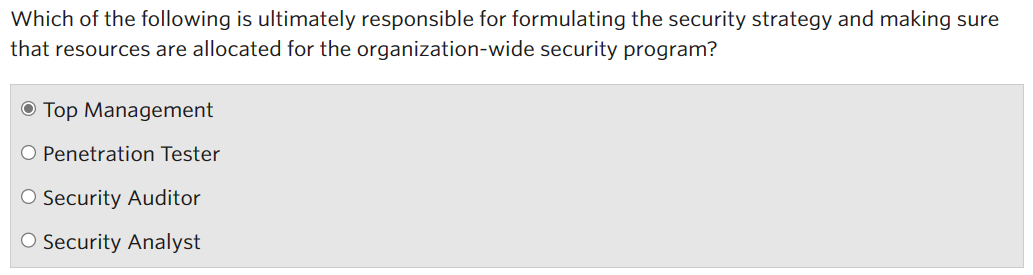 Which of the following is ultimately responsible for formulating the security strategy and making sure
that resources are allocated for the organization-wide security program?
Top Management
Penetration Tester
Security Auditor
Security Analyst